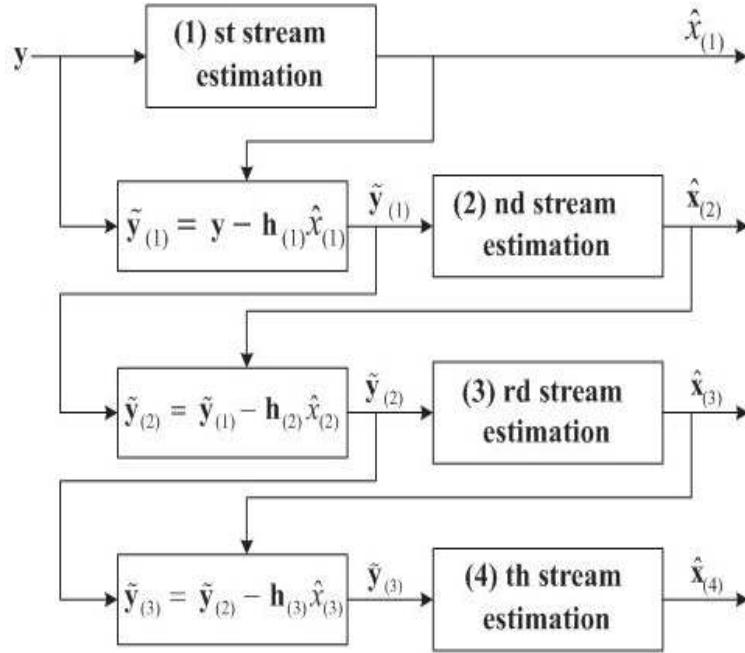 (1) st stream
estimation
x̂₍₁₎
y
ỹ₍₁₎ = y − h₍₁₎x̂₍₁₎
ỹ₍₁₎
(2) nd stream
estimation
x̂₍₂₎
ỹ₍₂₎ = ỹ₍₁₎ − h₍₂₎x̂₍₂₎
ỹ₍₂₎
(3) rd stream
estimation
x̂₍₃₎
ỹ₍₃₎ = ỹ₍₂₎ − h₍₃₎x̂₍₃₎
ỹ₍₃₎
(4) th stream
estimation
x̂₍₄₎